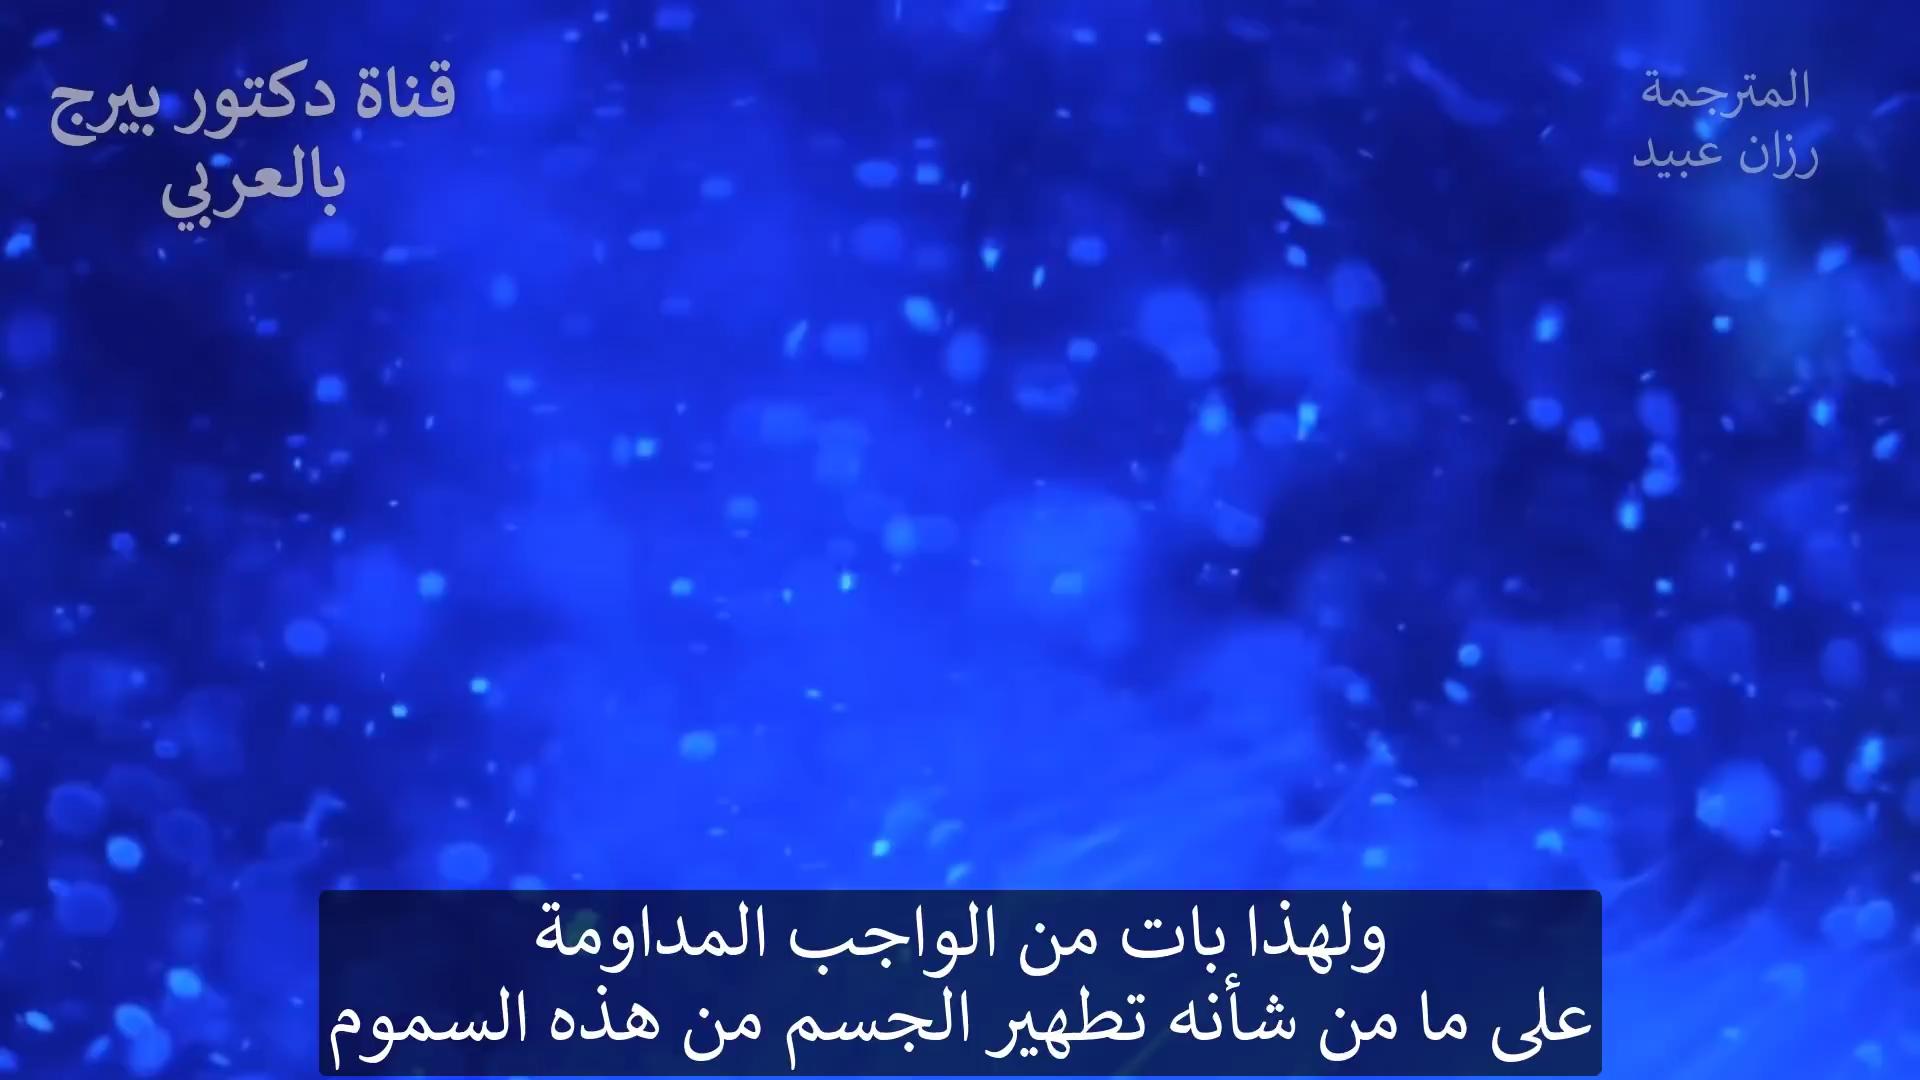 قناة دكتور بيرج
بالعربي
المترجمة
رزان عبيد
ولهذا بات من الواجب المداومة
على ما من شأنه تطهير الجسم من هذه السموم